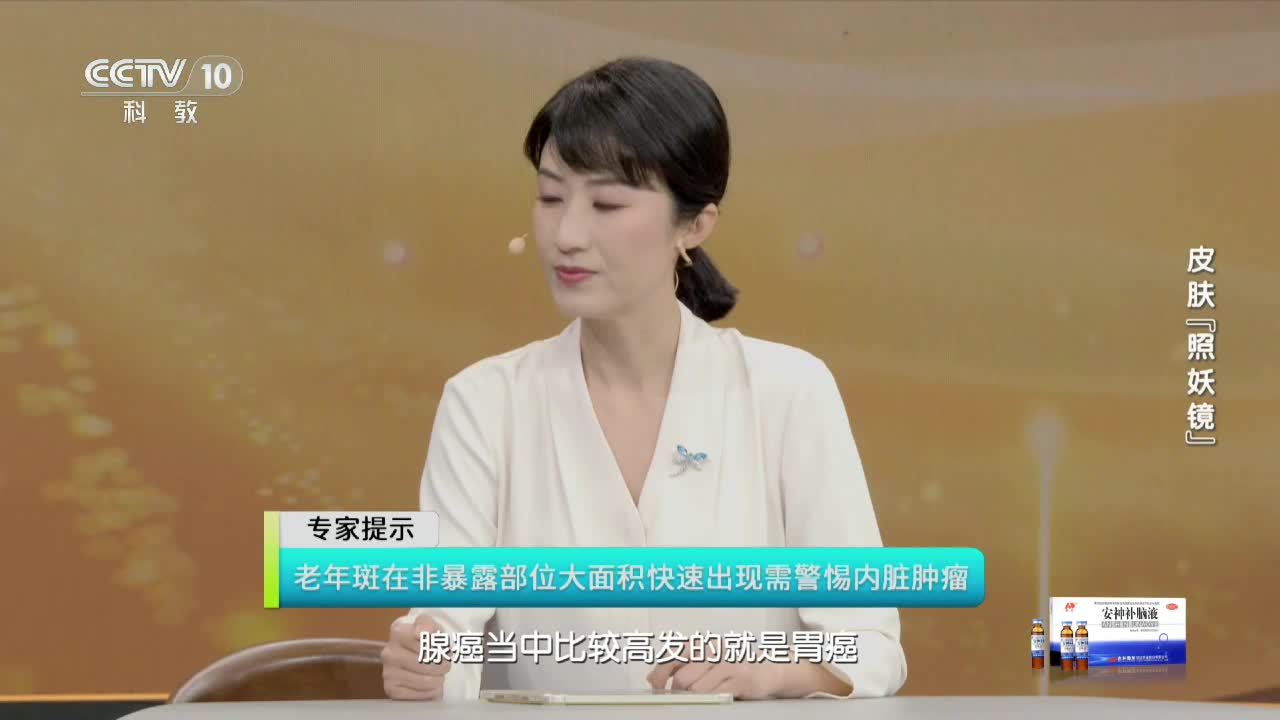 CCTV 10
科 教
皮肤『照妖镜』
专家提示
老年斑在非暴露部位大面积快速出现需警惕内脏肿瘤
腺癌当中比较高发的就是胃癌
安神补脑液